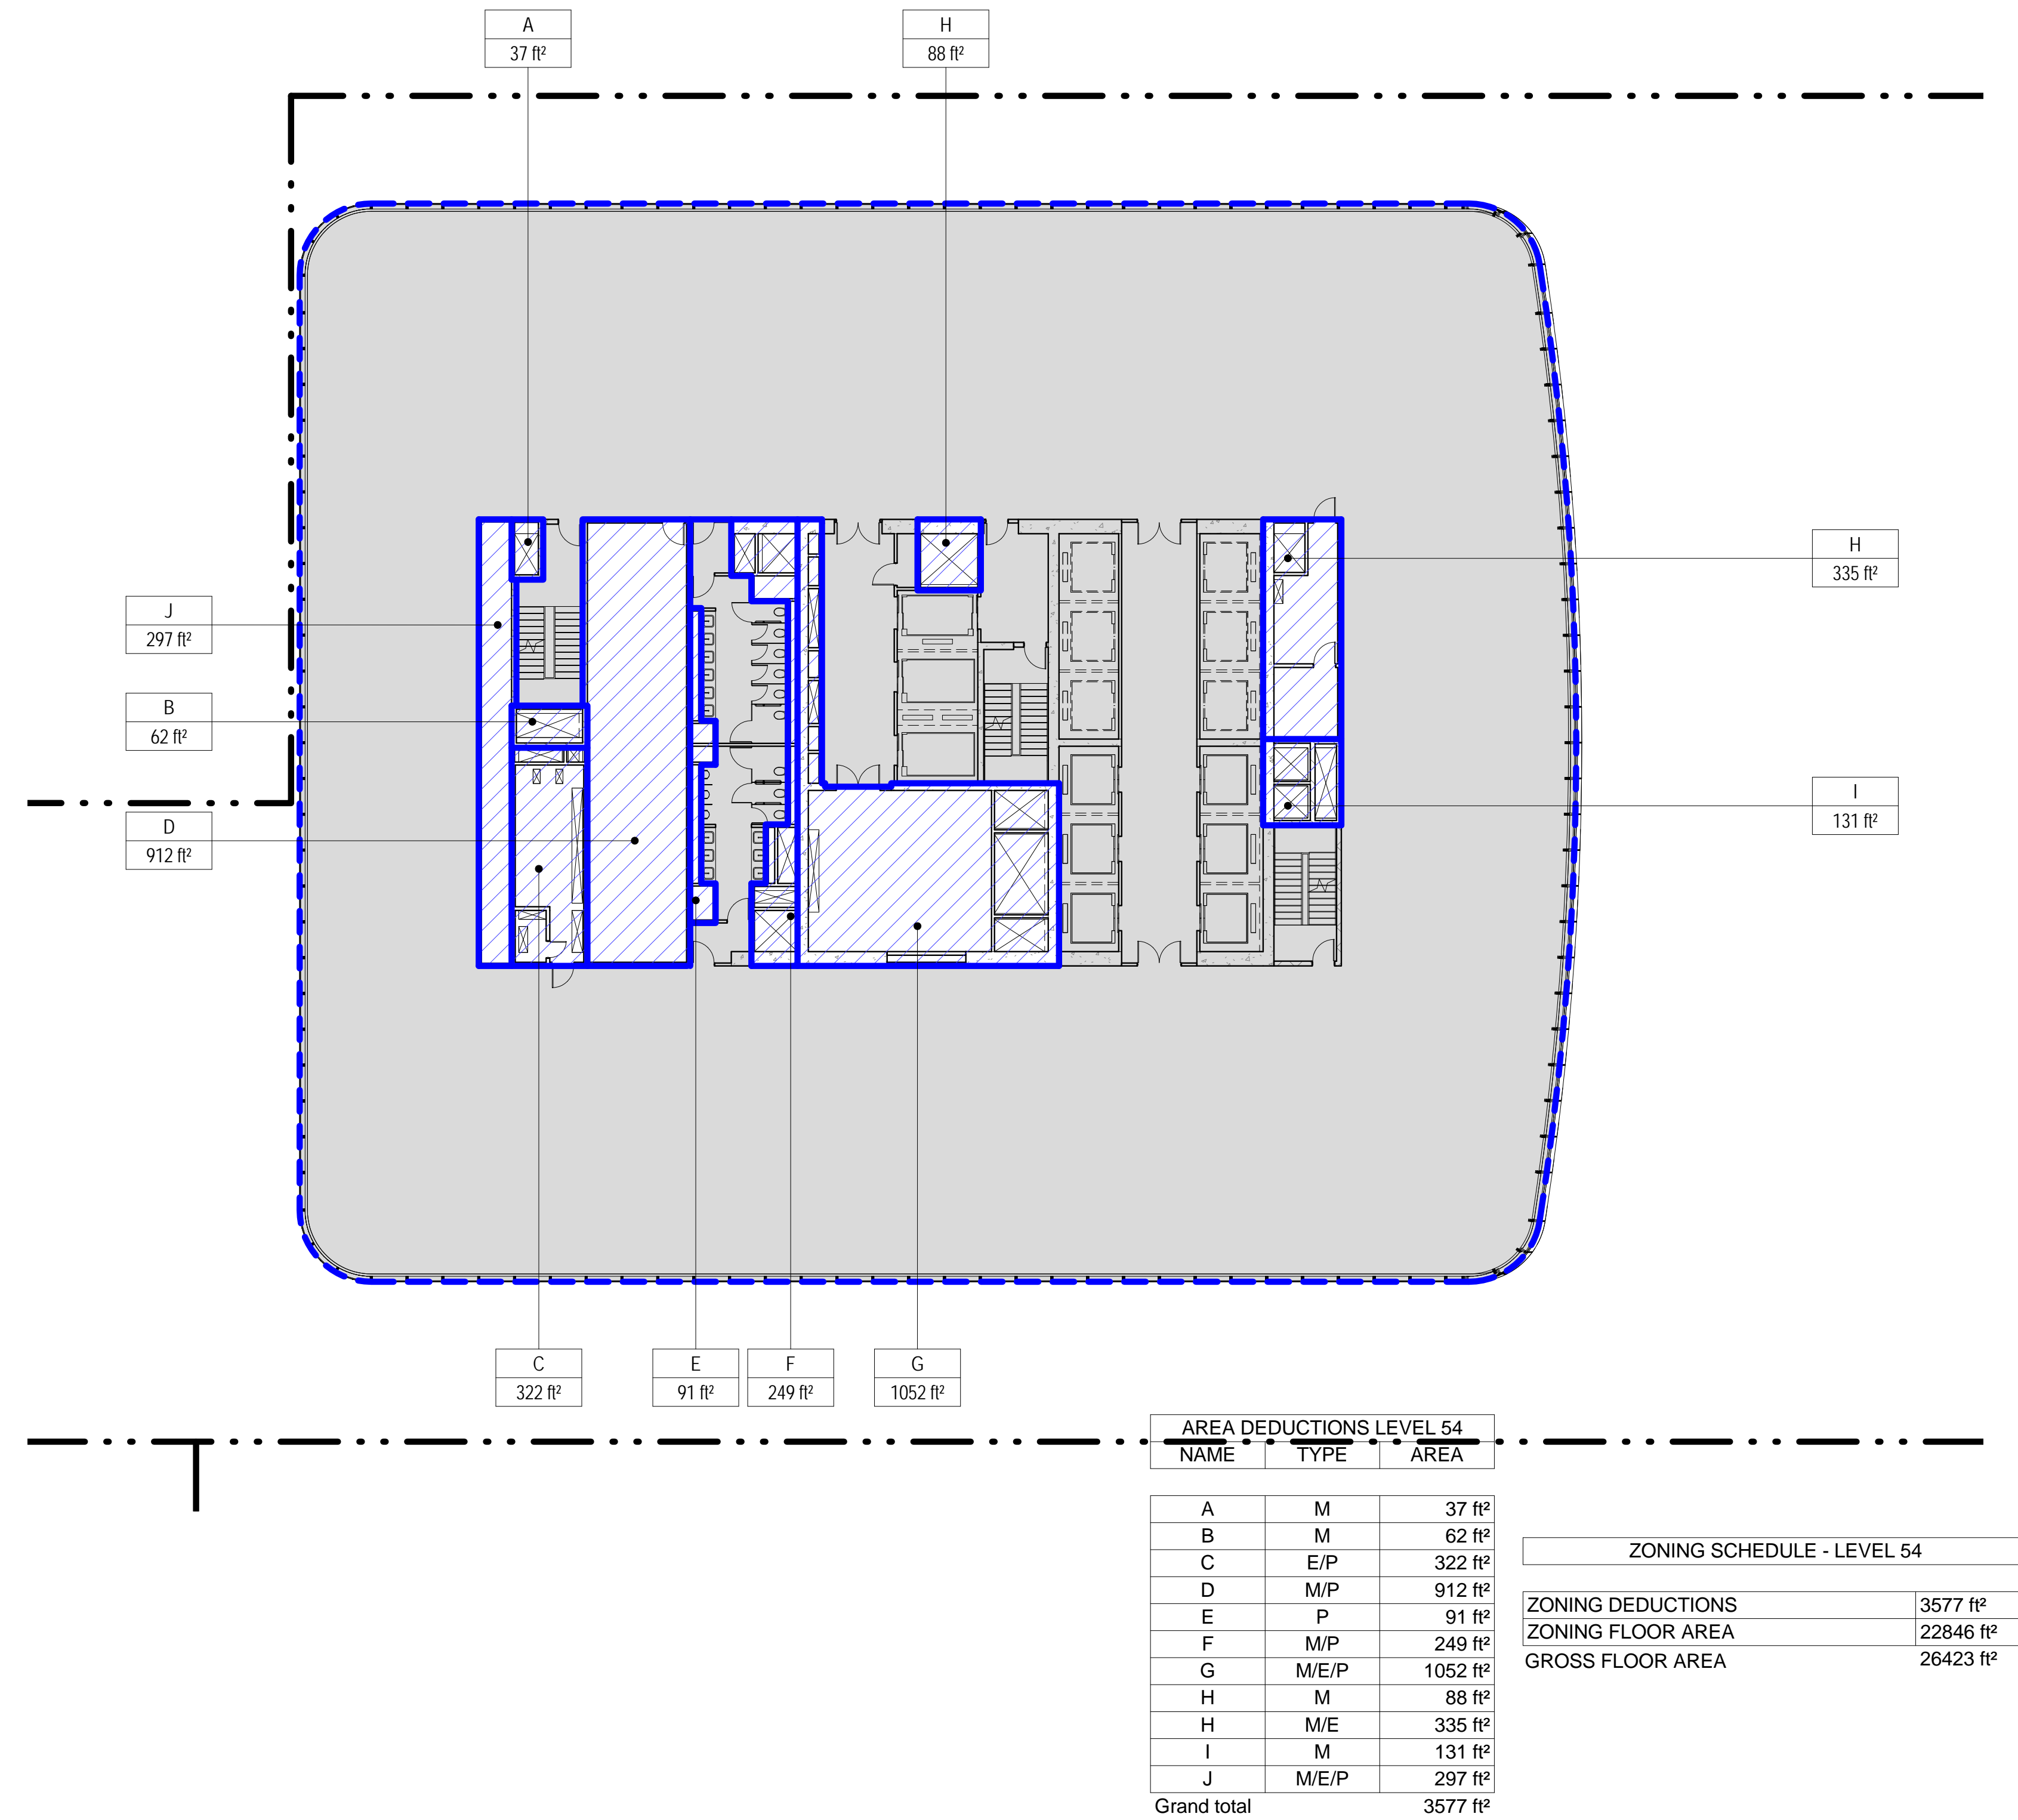 A
37 ft²
H
88 ft²
H
335 ft²
J
297 ft²
B
62 ft²
I
131 ft²
D
912 ft²
C
322 ft²
E
91 ft²
F
249 ft²
G
1052 ft²
AREA DEDUCTIONS LEVEL 54
NAME TYPE AREA
A M 37 ft²
B M 62 ft²
C E/P 322 ft²
D M/P 912 ft²
E P 91 ft²
F M/P 249 ft²
G M/E/P 1052 ft²
H M 88 ft²
H M/E 335 ft²
I M 131 ft²
J M/E/P 297 ft²
Grand total 3577 ft²
ZONING SCHEDULE - LEVEL 54
ZONING DEDUCTIONS 3577 ft²
ZONING FLOOR AREA 22846 ft²
GROSS FLOOR AREA 26423 ft²